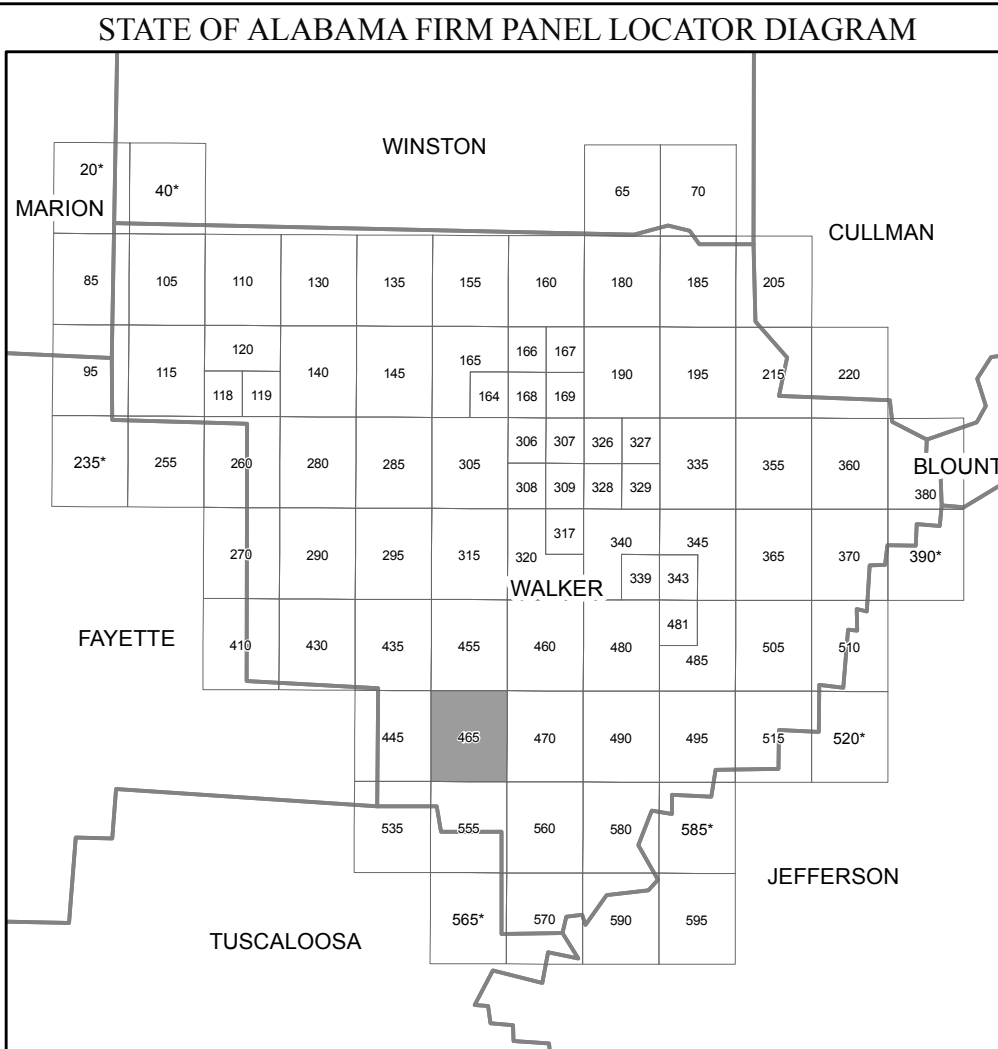 STATE OF ALABAMA FIRM PANEL LOCATOR DIAGRAM
WINSTON
20*
40*
65 70
MARION
CULLMAN
85 105 110 130 135 155 160 180 185 205
120 166 167
95 115 140 145 165 190 195 215 220
118 119 164 168 169
306 307 326 327
235* 255 260 280 285 305 335 355 360
BLOUNT
308 309 328 329 380
317
270 290 295 315 320 340 345 365 370 390*
339 343
WALKER
481
FAYETTE
410 430 435 455 460 480 485 505 510
445 465 470 490 495 515 520*
535 555 560 580 585*
JEFFERSON
565* 570 590 595
TUSCALOOSA